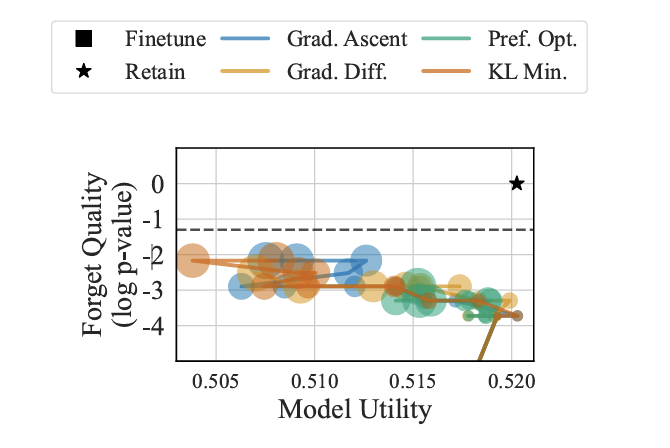 Finetune Grad. Ascent Pref. Opt.
Retain Grad. Diff. KL Min.
Forget Quality
(log p-value)
0
-1
-2
-3
-4
0.505 0.510 0.515 0.520
Model Utility